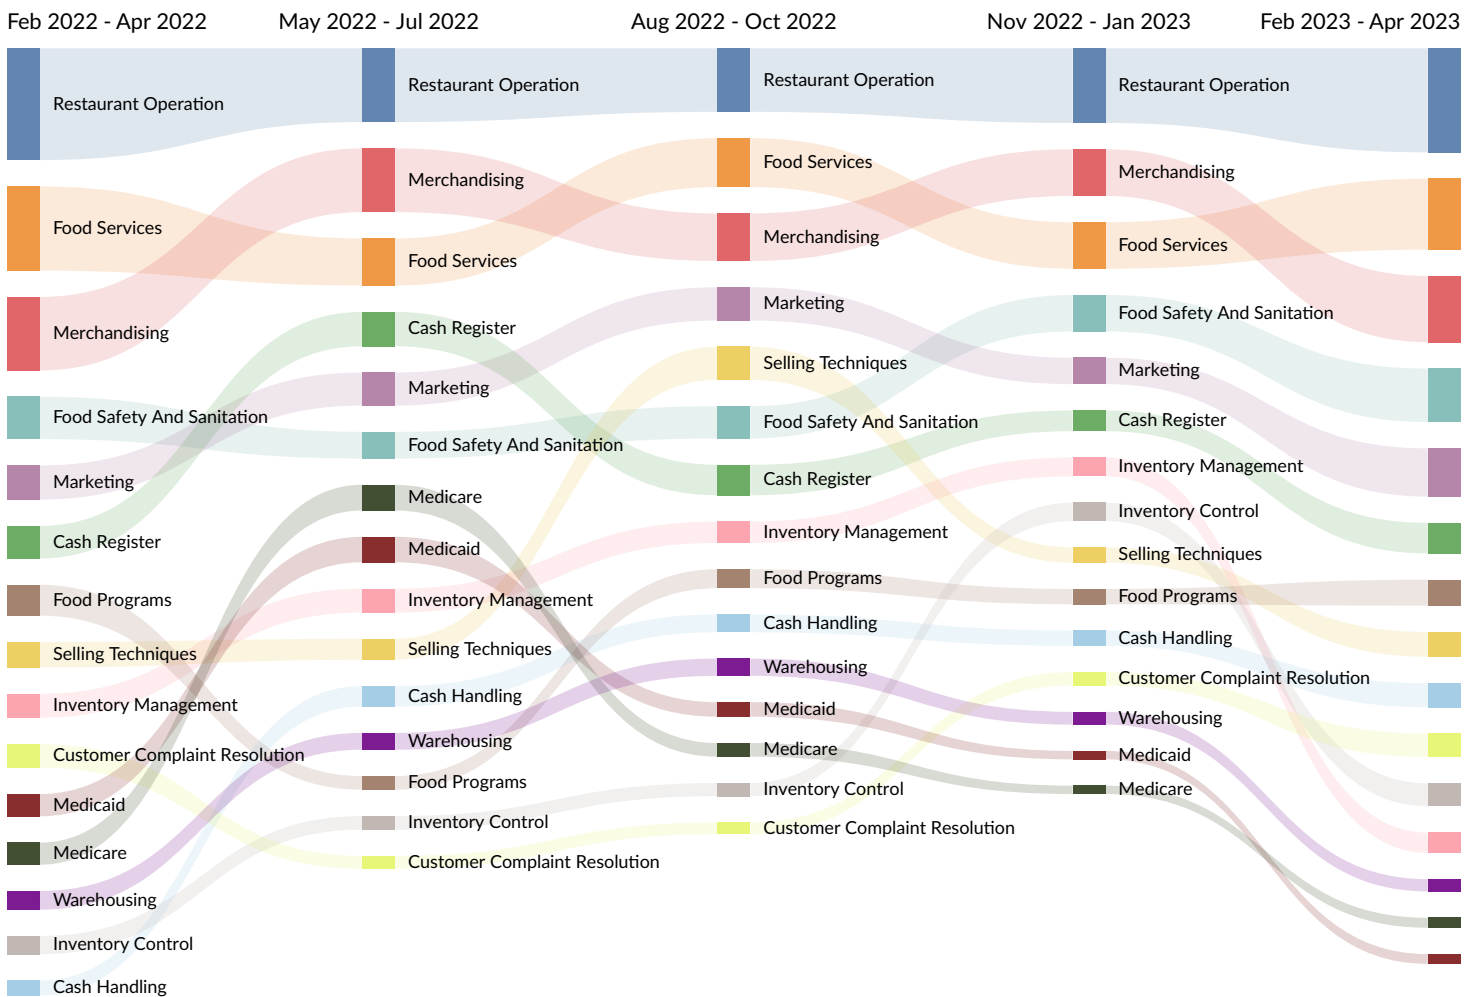 Feb 2022 - Apr 2022
May 2022 - Jul 2022
Aug 2022 - Oct 2022
Nov 2022 - Jan 2023
Feb 2023 - Apr 2023
Restaurant Operation
Food Services
Merchandising
Food Safety And Sanitation
Marketing
Cash Register
Food Programs
Selling Techniques
Inventory Management
Customer Complaint Resolution
Medicaid
Medicare
Warehousing
Inventory Control
Cash Handling
Restaurant Operation
Merchandising
Food Services
Cash Register
Marketing
Food Safety And Sanitation
Medicare
Medicaid
Inventory Management
Selling Techniques
Cash Handling
Warehousing
Food Programs
Inventory Control
Customer Complaint Resolution
Restaurant Operation
Food Services
Merchandising
Marketing
Selling Techniques
Food Safety And Sanitation
Cash Register
Inventory Management
Food Programs
Cash Handling
Warehousing
Medicaid
Medicare
Inventory Control
Customer Complaint Resolution
Restaurant Operation
Merchandising
Food Services
Food Safety And Sanitation
Marketing
Cash Register
Inventory Management
Inventory Control
Selling Techniques
Food Programs
Cash Handling
Customer Complaint Resolution
Warehousing
Medicaid
Medicare